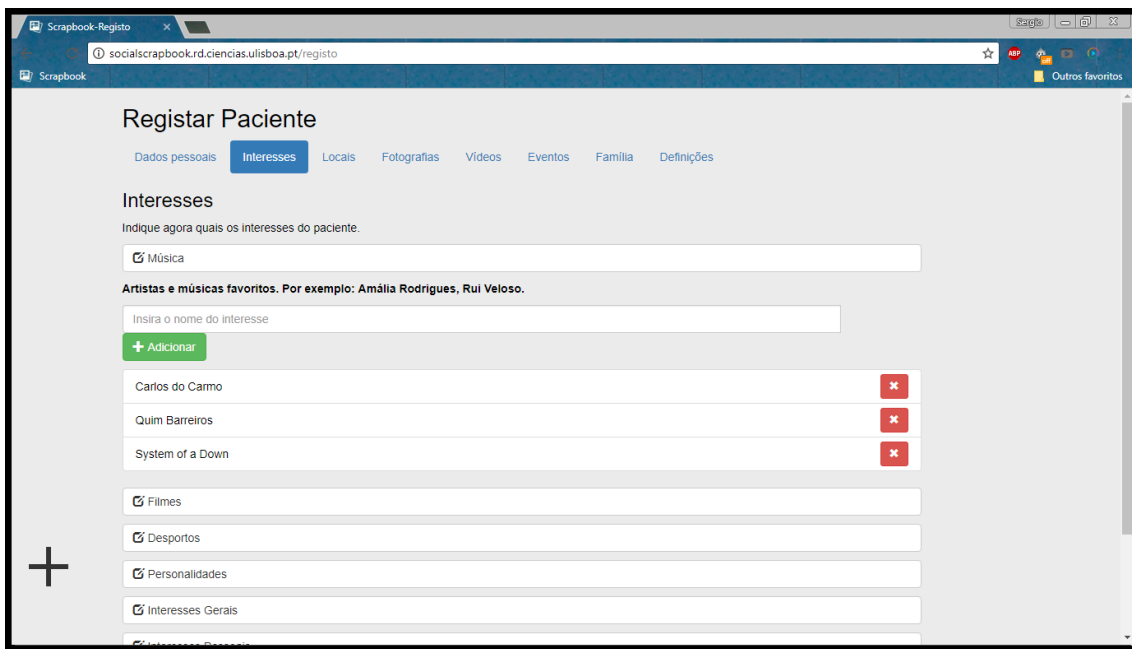 Scrapbook-Registo
Sergio
socialscrapbook.rd.ciencias.ulisboa.pt/registo
ABP
off
Scrapbook
Outros favoritos
Registar Paciente
Dados pessoais Interesses Locais Fotografias Vídeos Eventos Família Definições
Interesses
Indique agora quais os interesses do paciente.
Música
Artistas e músicas favoritos. Por exemplo: Amália Rodrigues, Rui Veloso.
Insira o nome do interesse
+ Adicionar
Carlos do Carmo
Quim Barreiros
System of a Down
Filmes
Desportos
Personalidades
Interesses Gerais